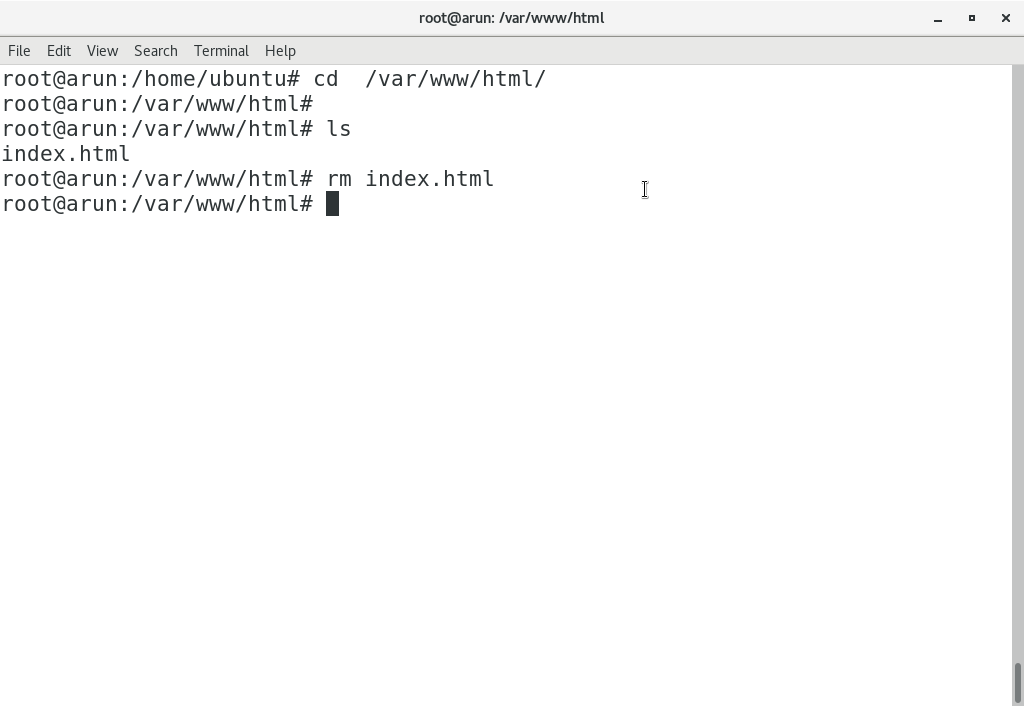 root@arun: /var/www/html
File Edit View Search Terminal Help
root@arun:/home/ubuntu# cd  /var/www/html/
root@arun:/var/www/html#
root@arun:/var/www/html# ls
index.html
root@arun:/var/www/html# rm index.html
root@arun:/var/www/html#